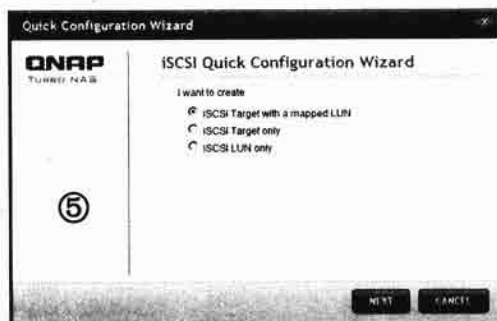 Quick Configuration Wizard
QNAP
TURBO NAS
iSCSI Quick Configuration Wizard
I want to create
iSCSI Target with a mapped LUN
iSCSI Target only
iSCSI LUN only
⑤
NEXT
CANCEL